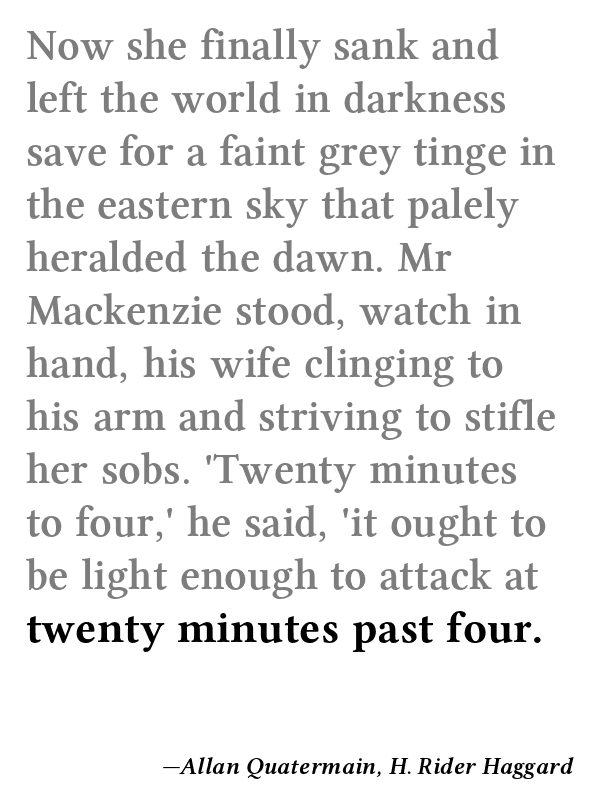 Now she finally sank and
left the world in darkness
save for a faint grey tinge in
the eastern sky that palely
heralded the dawn. Mr
Mackenzie stood, watch in
hand, his wife clinging to
his arm and striving to stifle
her sobs. 'Twenty minutes
to four,' he said, 'it ought to
be light enough to attack at
twenty minutes past four.
—Allan Quatermain, H. Rider Haggard